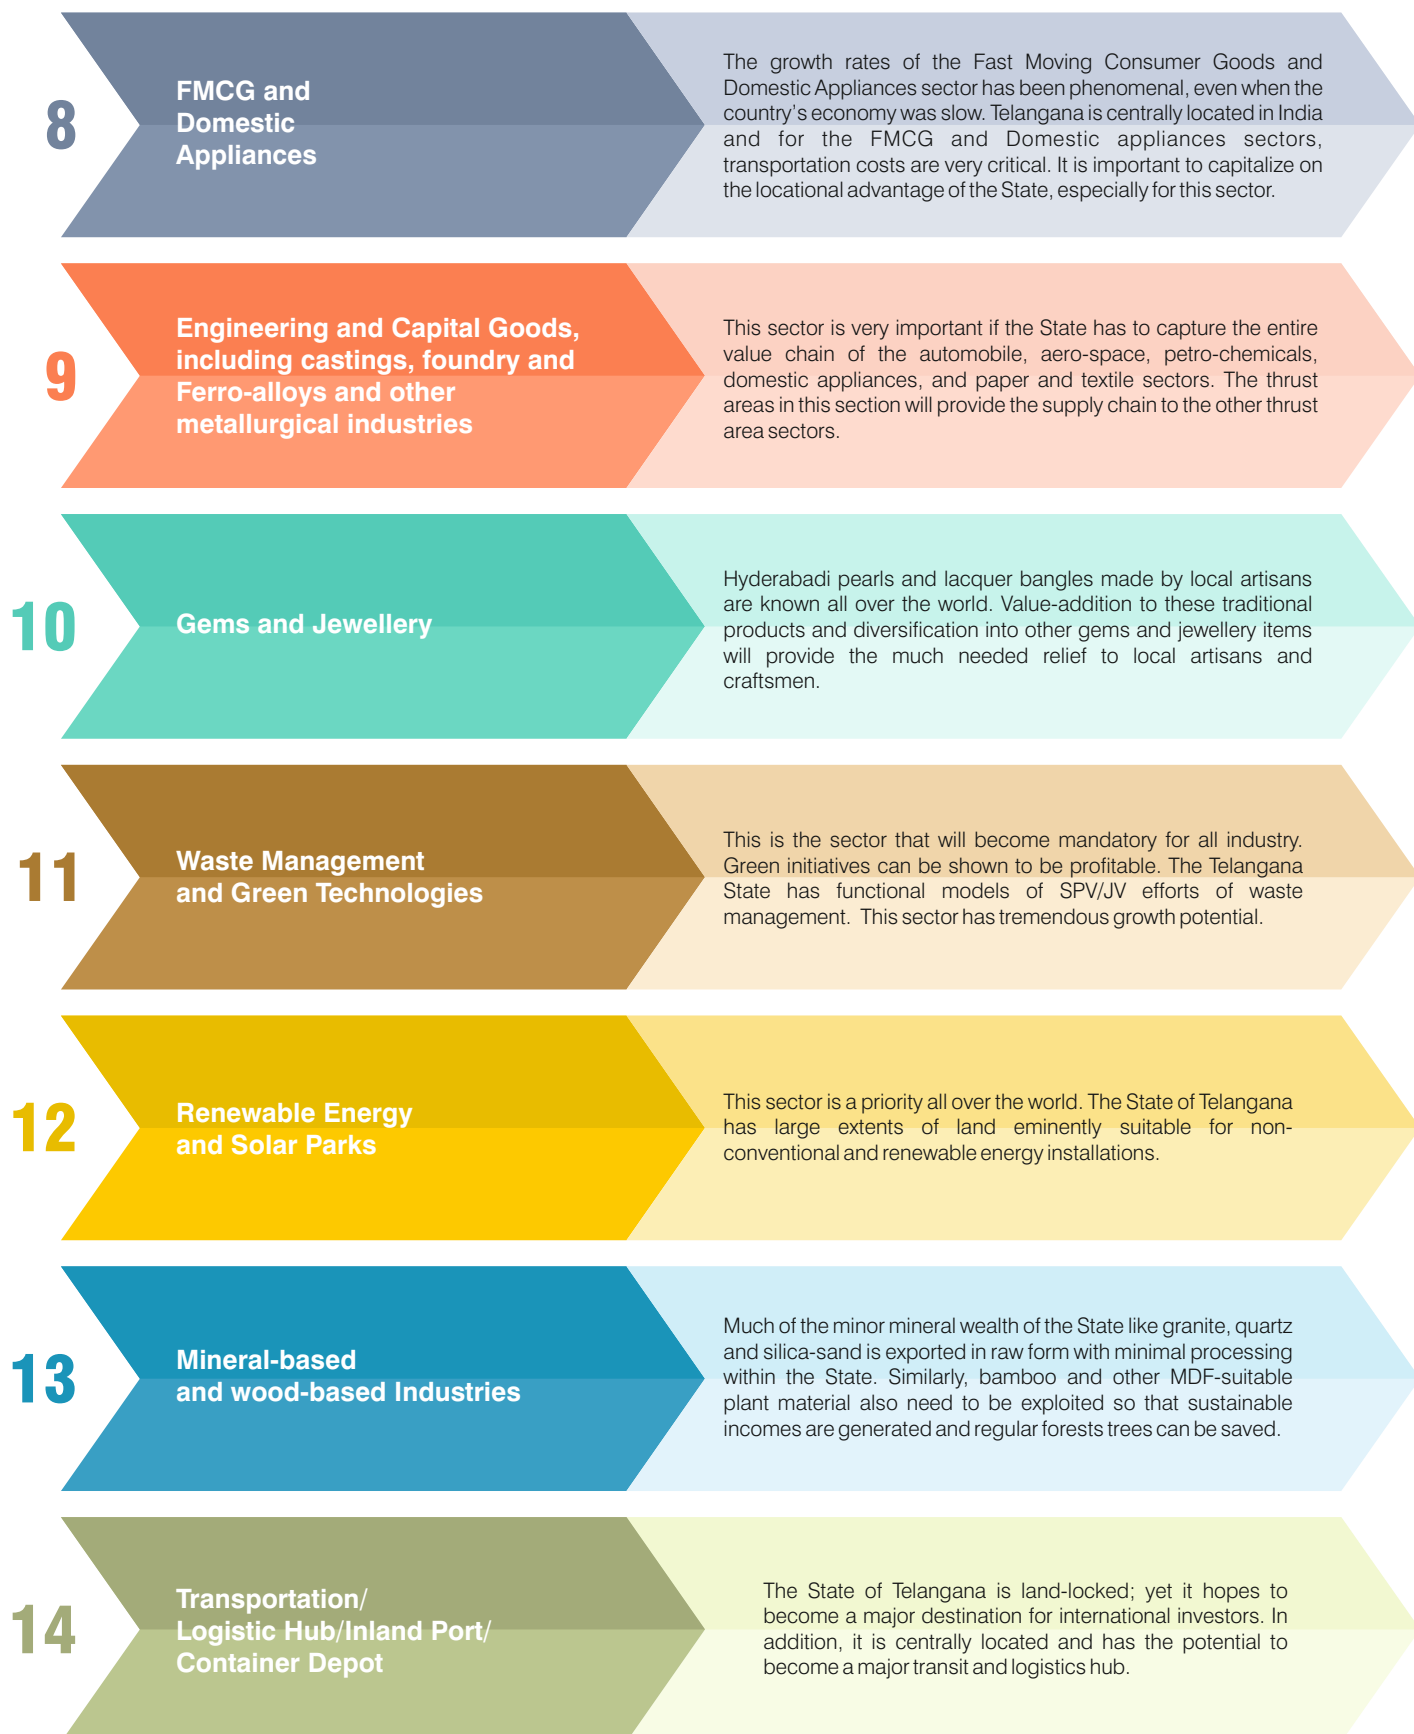 8
FMCG and
Domestic
Appliances
The growth rates of the Fast Moving Consumer Goods and
Domestic Appliances sector has been phenomenal, even when the
country's economy was slow. Telangana is centrally located in India
and for the FMCG and Domestic appliances sectors,
transportation costs are very critical. It is important to capitalize on
the locational advantage of the State, especially for this sector.
9
Engineering and Capital Goods,
including castings, foundry and
Ferro-alloys and other
metallurgical industries
This sector is very important if the State has to capture the entire
value chain of the automobile, aero-space, petro-chemicals,
domestic appliances, and paper and textile sectors. The thrust
areas in this section will provide the supply chain to the other thrust
area sectors.
10
Gems and Jewellery
Hyderabadi pearls and lacquer bangles made by local artisans
are known all over the world. Value-addition to these traditional
products and diversification into other gems and jewellery items
will provide the much needed relief to local artisans and
craftsmen.
11
Waste Management
and Green Technologies
This is the sector that will become mandatory for all industry.
Green initiatives can be shown to be profitable. The Telangana
State has functional models of SPV/JV efforts of waste
management. This sector has tremendous growth potential.
12
Renewable Energy
and Solar Parks
This sector is a priority all over the world. The State of Telangana
has large extents of land eminently suitable for non-
conventional and renewable energy installations.
13
Mineral-based
and wood-based Industries
Much of the minor mineral wealth of the State like granite, quartz
and silica-sand is exported in raw form with minimal processing
within the State. Similarly, bamboo and other MDF-suitable
plant material also need to be exploited so that sustainable
incomes are generated and regular forests trees can be saved.
14
Transportation/
Logistic Hub/Inland Port/
Container Depot
The State of Telangana is land-locked; yet it hopes to
become a major destination for international investors. In
addition, it is centrally located and has the potential to
become a major transit and logistics hub.